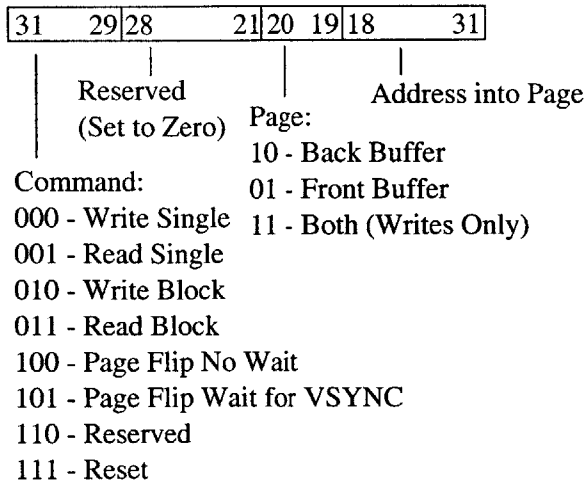 31 29 28 21 20 19 18 31
Reserved
(Set to Zero)
Address into Page
Page:
10 - Back Buffer
01 - Front Buffer
11 - Both (Writes Only)
Command:
000 - Write Single
001 - Read Single
010 - Write Block
011 - Read Block
100 - Page Flip No Wait
101 - Page Flip Wait for VSYNC
110 - Reserved
111 - Reset